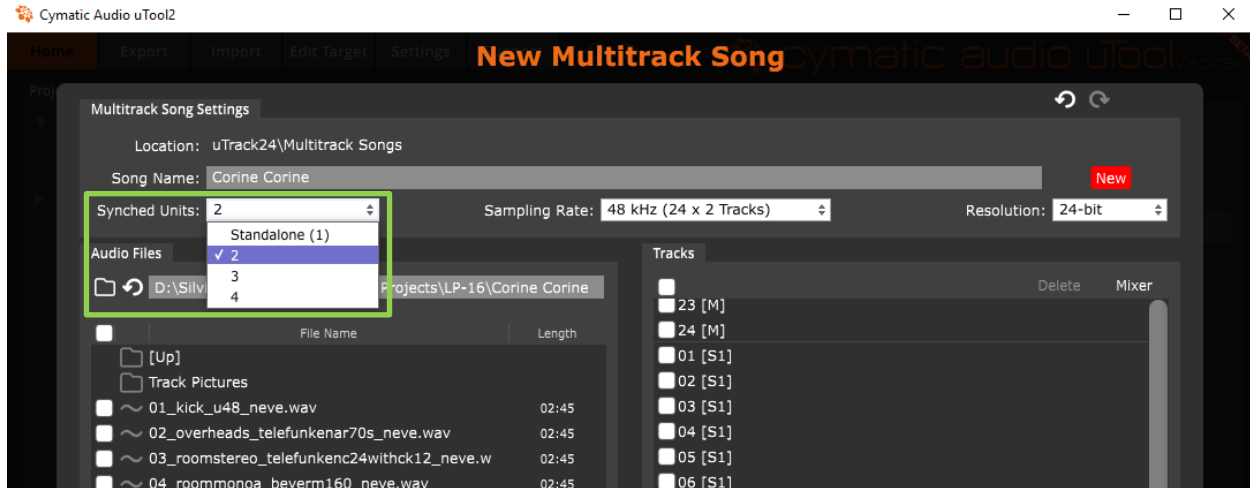 Cymatic Audio uTool2
Home Export Import Edit Target Settings New Multitrack Song cymatic audio uTool
Multitrack Song Settings
Location: uTrack24\Multitrack Songs
Song Name: Corine Corine New
Synched Units: 2 Sampling Rate: 48 kHz (24 x 2 Tracks) Resolution: 24-bit
Standalone (1)
✓ 2
3
4
Audio Files Tracks
D:\Silvi Projects\LP-16\Corine Corine Delete Mixer
23 [M]
File Name Length 24 [M]
[Up] 01 [S1]
Track Pictures 02 [S1]
01_kick_u48_neve.wav 02:45 03 [S1]
02_overheads_telefunkenar70s_neve.wav 02:45 04 [S1]
03_roomstereo_telefunkenc24withck12_neve.w 02:45 05 [S1]
04_roommonoa_beyerm160_neve.wav 02:45 06 [S1]